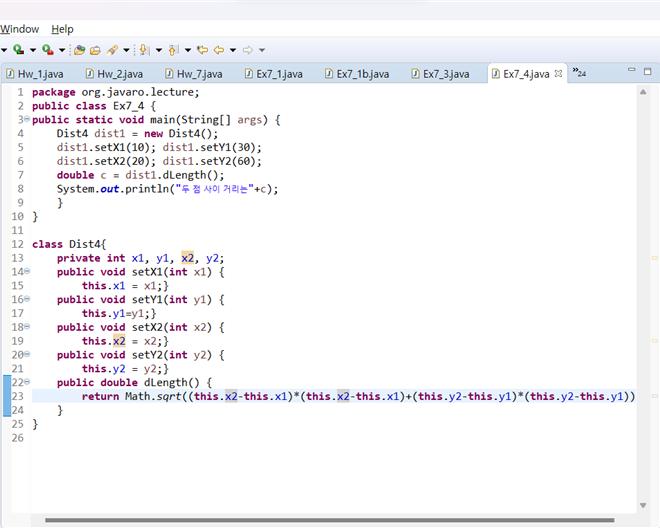 Window Help
Hw_1.java Hw_2.java Hw_7.java Ex7_1.java Ex7_1b.java Ex7_3.java Ex7_4.java »24
1 package org.javaro.lecture;
2 public class Ex7_4 {
3 public static void main(String[] args) {
4 Dist4 dist1 = new Dist4();
5 dist1.setX1(10); dist1.setY1(30);
6 dist1.setX2(20); dist1.setY2(60);
7 double c = dist1.dLength();
8 System.out.println("두 점 사이 거리는"+c);
9 }
10 }
11
12 class Dist4{
13 private int x1, y1, x2, y2;
14 public void setX1(int x1) {
15 this.x1 = x1;}
16 public void setY1(int y1) {
17 this.y1=y1;}
18 public void setX2(int x2) {
19 this.x2 = x2;}
20 public void setY2(int y2) {
21 this.y2 = y2;}
22 public double dLength() {
23 return Math.sqrt((this.x2-this.x1)*(this.x2-this.x1)+(this.y2-this.y1)*(this.y2-this.y1))
24 }
25 }
26